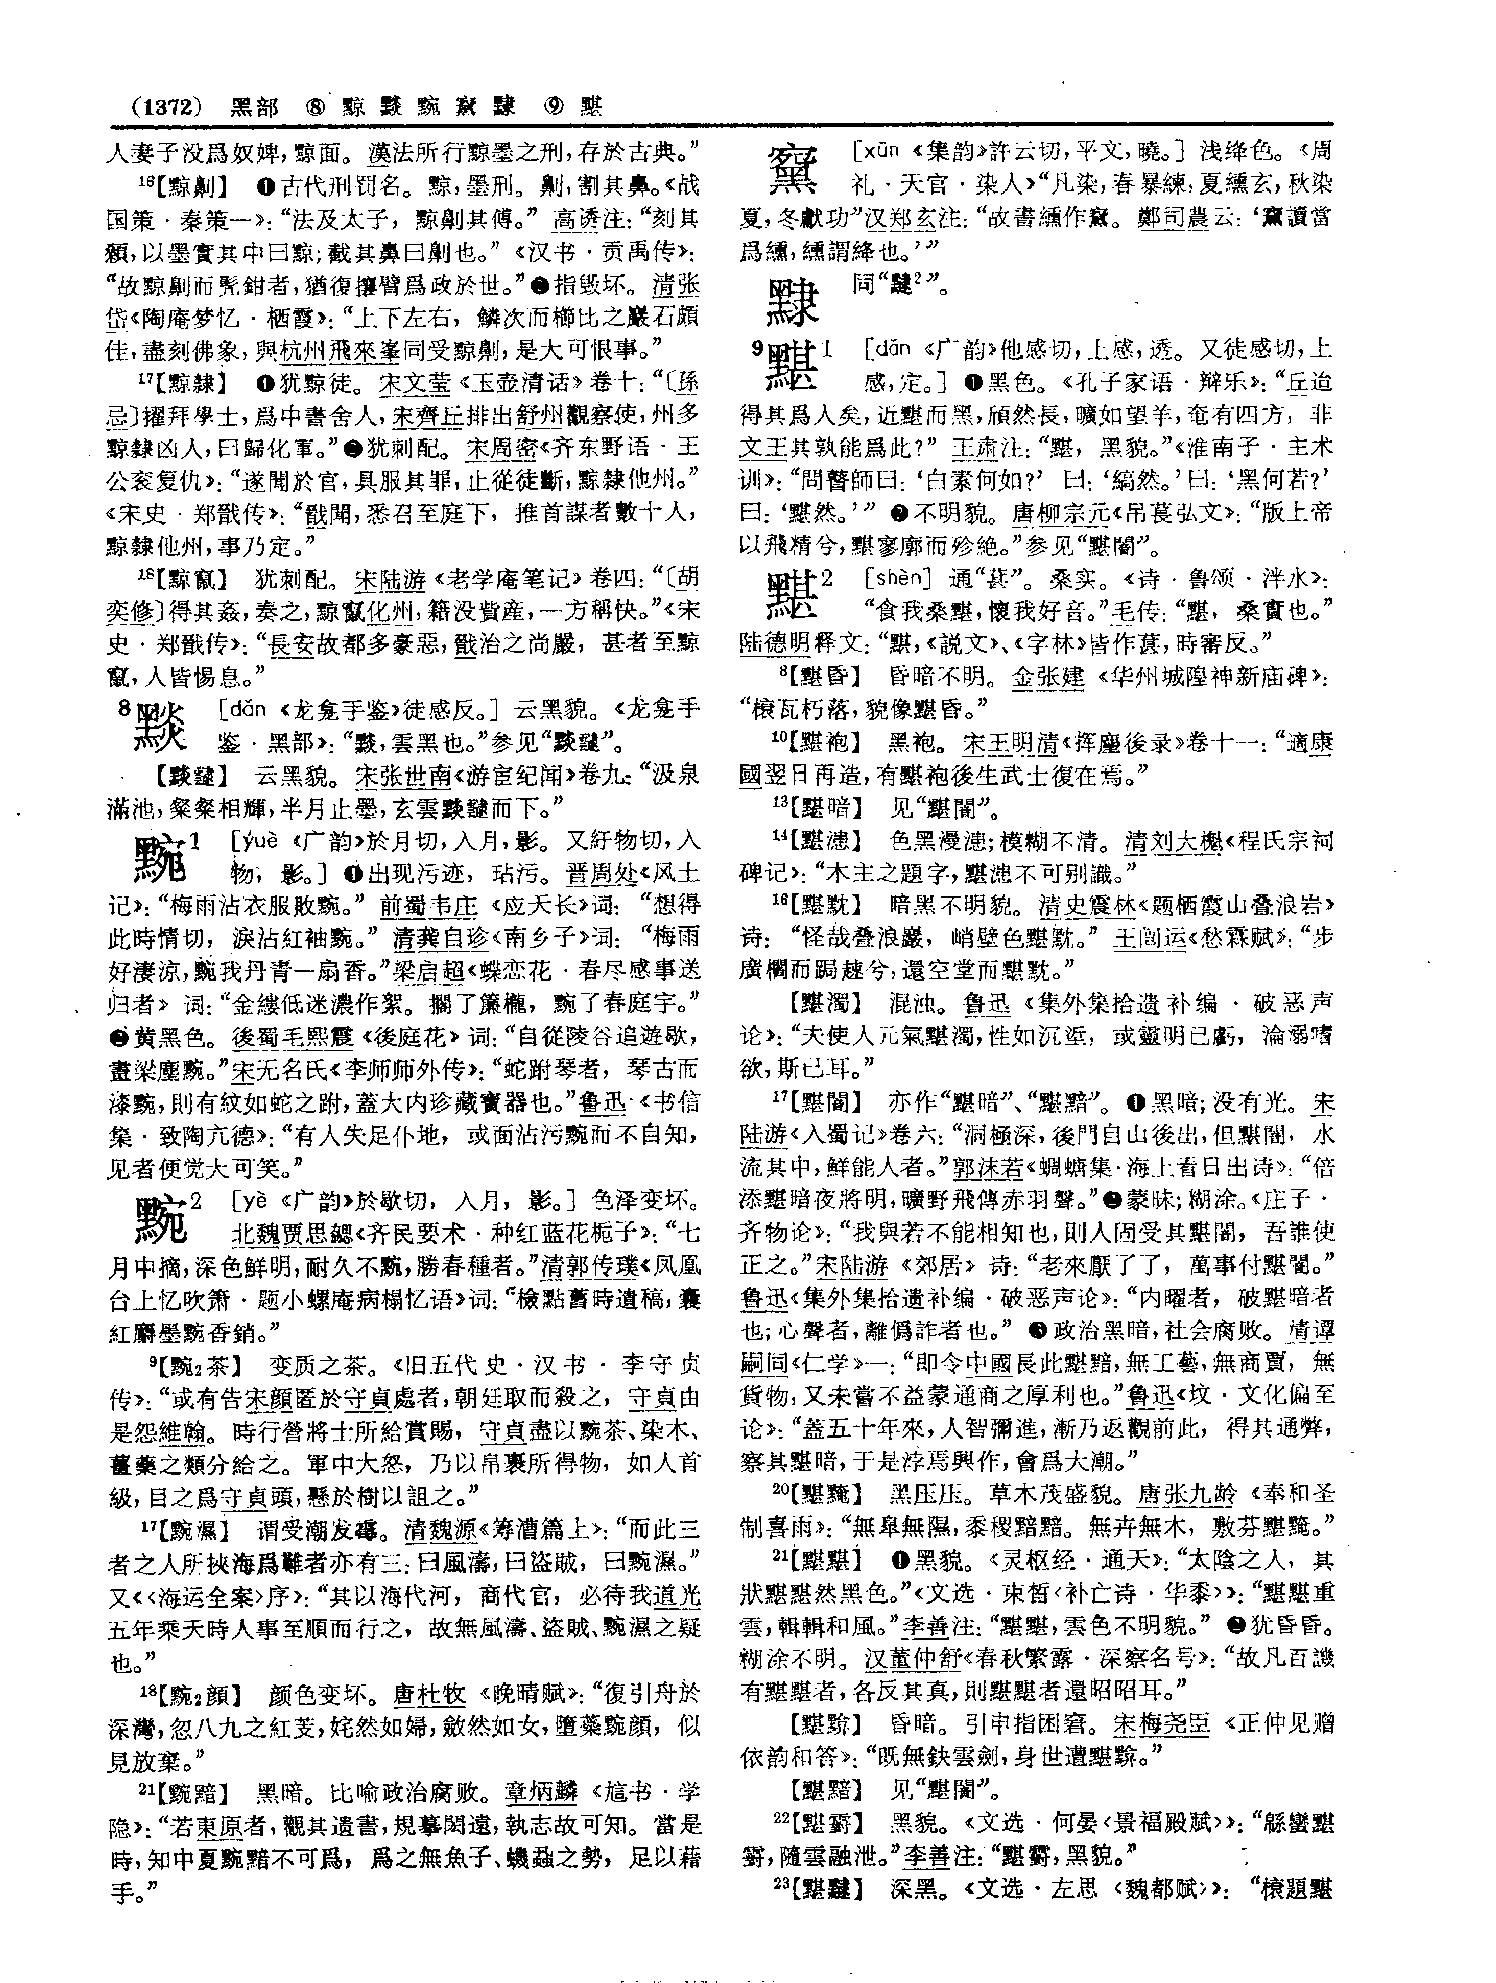 (1372) 黑部 ⑧ 黥 黢 黦 䵫 ⑨ 黮
人妻子没爲奴婢，黥面。漢法所行黥墨之刑，存於古典。”
16【黥劓】 ❶古代刑罚名。黥，墨刑。劓，割其鼻。《战
国策·秦策一》：“法及太子，黥劓其傅。”高诱注：“刻其
顙，以墨實其中曰黥；截其鼻曰劓也。”《汉书·贡禹传》：
“故黥劓而髡鉗者，猶復攘臂爲政於世。”❷指毁坏。清张
岱《陶庵梦忆·栖霞》：“上下左右，鱗次而櫛比之巖石頗
佳，盡刻佛象，與杭州飛來峯同受黥劓，是大可恨事。”
17【黥隸】 ❶犹黥徒。宋文莹《玉壶清话》卷十：“〔孫
忌〕擢拜學士，爲中書舍人，宋齊丘排出舒州觀察使，州多
黥隸凶人，曰歸化軍。”❷犹刺配。宋周密《齐东野语·王
公衮复仇》：“遂聞於官，具服其罪，止從徒斷，黥隸他州。”
《宋史·郑戬传》：“戩聞，悉召至庭下，推首謀者數十人，
黥隸他州，事乃定。”
18【黥竄】 犹刺配。宋陆游《老学庵笔记》卷四：“〔胡
奕修〕得其姦，奏之，黥竄化州，籍没貲産，一方稱快。”《宋
史·郑戬传》：“長安故都多豪惡，戩治之尚嚴，甚者至黥
竄，人皆惕息。”
8䵪 [dǎn《龙龛手鉴》徒感反。] 云黑貌。《龙龛手
鉴·黑部》：“䵪，雲黑也。”参见“䵪䨴”。
云黑貌。宋张世南《游宦纪闻》卷九：“汲泉
滿池，粲粲相輝，半月止墨，玄雲而下。”
黦1 [yuè《广韵》於月切，入月，影。又紆物切，入
物，影。] ❶出现污迹，玷污。晋周处《风土
记》：“梅雨沾衣服敗黦。”前蜀韦庄《应天长》词：“想得
此時情切，淚沾紅袖黦。”清龚自珍《南乡子》词：“梅雨
好淒涼，黦我丹青一扇香。”梁启超《蝶恋花·春尽感事送
归者》词：“金縷低迷濃作絮。擱了簾櫳，黦了春庭宇。”
❷黄黑色。後蜀毛熙震《後庭花》词：“自從陵谷追遊歇，
畫梁塵黦。”宋无名氏《李师师外传》：“蛇跗琴者，琴古而
漆黦，則有紋如蛇之跗，蓋大内珍藏寶器也。”鲁迅《书信
集·致陶亢德》：“有人失足仆地，或面沾污黦而不自知，
见者便觉大可笑。”
黦2 [yè《广韵》於歇切，入月，影。] 色泽变坏。
北魏贾思勰《齐民要术·种红蓝花栀子》：“七
月中摘，深色鮮明，耐久不黦，勝春種者。”清郭传璞《凤凰
台上忆吹箫·题小螺庵病榻忆语》词：“檢點舊時遺稿，囊
紅麝墨黦香銷。”
9【黦2茶】 变质之茶。《旧五代史·汉书·李守贞
传》：“或有告宋顔匿於守貞處者，朝廷取而殺之，守貞由
是怨維翰。時行營將士所給賞賜，守貞盡以黦茶、染木、
薑藥之類分給之。軍中大怒，乃以帛裹所得物，如人首
級，目之爲守貞頭，懸於樹以詛之。”
17【黦濕】 谓受潮发霉。清魏源《筹漕篇上》：“而此三
者之人所挾海爲難者亦有三：曰風濤，曰盜賊，曰黦濕。”
又《〈海运全案〉序》：“其以海代河，商代官，必待我道光
五年乘天時人事至順而行之，故無風濤、盜賊、黦濕之疑
也。”
18【黦2顔】 颜色变坏。唐杜牧《晚晴赋》：“復引舟於
深灣，忽八九之紅芰，姹然如婦，斂然如女，墮蘂黦顔，似
見放棄。”
21【黦黯】 黑暗。比喻政治腐败。章炳麟《訄书·学
隐》：“若東原者，觀其遺書，規摹閎遠，執志故可知。當是
時，知中夏黦黯不可爲，爲之無魚子、蟣蝨之勢，足以藉
手。”
䵫 [xūn《集韵》許云切，平文，曉。] 浅绛色。《周
礼·天官·染人》“凡染，春暴練，夏纁玄，秋染
夏，冬獻功”汉郑玄注：“故書纁作䵫。鄭司農云：‘䵫讀當
爲纁，纁謂絳也。’”
同“2”。
9黮1 [dǎn《广韵》他感切，上感，透。又徒感切，上
感，定。] ❶黑色。《孔子家语·辩乐》：“丘迨
得其爲人矣，近黮而黑，頎然長，曠如望羊，奄有四方，非
文王其孰能爲此？”王肃注：“黮，黑貌。”《淮南子·主术
训》：“問瞽師曰：‘白素何如？’曰：‘縞然。’曰：‘黑何若？’
曰：‘黮然。’”❷不明貌。唐柳宗元《吊苌弘文》：“版上帝
以飛精兮，黮寥廓而殄絶。”参见“黮闇”。
黮2 [shèn] 通“葚”。桑实。《诗·鲁颂·泮水》：
“食我桑黮，懷我好音。”毛传：“黮，桑實也。”
陆德明释文：“黮，《説文》、《字林》皆作葚，時審反。”
8【黮昏】 昏暗不明。金张建《华州城隍神新庙碑》：
“榱瓦朽落，貌像黮昏。”
10【黮袍】 黑袍。宋王明清《挥麈後录》卷十一：“適康
國翌日再造，有黮袍後生武士復在焉。”
13【黮暗】 见“黮闇”。
14【黮漶】 色黑漫漶；模糊不清。清刘大櫆《程氏宗祠
碑记》：“木主之題字，黮漶不可别識。”
16【黮黕】 暗黑不明貌。清史震林《题栖霞山叠浪岩》
诗：“怪哉叠浪巖，峭壁色黮黕。”王闿运《愁霖赋》：“步
廣櫩而跼趗兮，還空堂而黮黕。”
【黮濁】 混浊。鲁迅《集外集拾遗补编·破恶声
论》：“夫使人元氣黮濁，性如沉垽，或靈明已虧，淪溺嗜
欲，斯已耳。”
17【黮闇】 亦作“黮暗”、“黮黯”。❶黑暗；没有光。宋
陆游《入蜀记》卷六：“洞極深，後門自山後出，但黮闇，水
流其中，鮮能入者。”郭沫若《蜩螗集·海上看日出诗》：“倍
添黮暗夜將明，曠野飛傳赤羽聲。”❷蒙昧；糊涂。《庄子·
齐物论》：“我與若不能相知也，則人固受其黮闇，吾誰使
正之。”宋陆游《郊居》诗：“老來厭了了，萬事付黮闇。”
鲁迅《集外集拾遗补编·破恶声论》：“内曜者，破黮暗者
也；心聲者，離僞詐者也。”❸政治黑暗，社会腐败。清谭
嗣同《仁学》一：“即令中國長此黮黯，無工藝，無商賈，無
貨物，又未嘗不益蒙通商之厚利也。”鲁迅《坟·文化偏至
论》：“蓋五十年來，人智彌進，漸乃返觀前此，得其通弊，
察其黮暗，于是浡焉興作，會爲大潮。”
20【黮黤】 黑压压。草木茂盛貌。唐张九龄《奉和圣
制喜雨》：“無皋無隰，黍稷黯黯。無卉無木，敷芬黮黤。”
21【黮黮】 ❶黑貌。《灵枢经·通天》：“太陰之人，其
狀黮黮然黑色。”《文选·束皙〈补亡诗·华黍〉》：“黮黮重
雲，輯輯和風。”李善注：“黮黮，雲色不明貌。”❷犹昏昏。
糊涂不明。汉董仲舒《春秋繁露·深察名号》：“故凡百譏
有黮黮者，各反其真，則黮黮者還昭昭耳。”
【黮黪】 昏暗。引申指困窘。宋梅尧臣《正仲见赠
依韵和答》：“既無鈌雲劍，身世遭黮黪。”
【黮黯】 见“黮闇”。
22【黮䨴】 黑貌。《文选·何晏〈景福殿赋〉》：“緜蠻黮
䨴，隨雲融泄。”李善注：“黮䨴，黑貌。”
23【黮䨴】 深黑。《文选·左思〈魏都赋〉》：“榱題黮